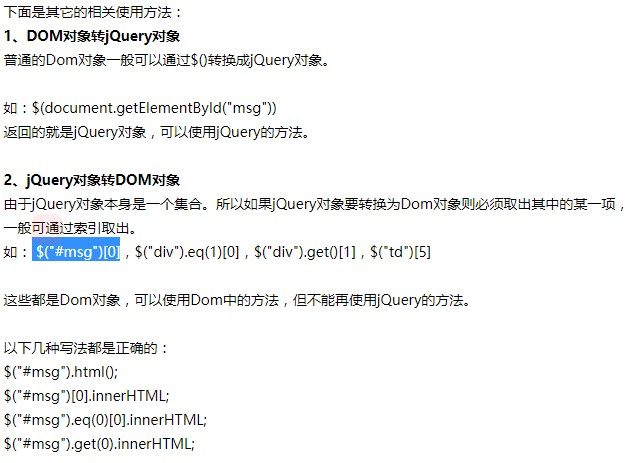 下面是其它的相关使用方法：
1、DOM对象转jQuery对象
普通的Dom对象一般可以通过$()转换成jQuery对象。
如：$(document.getElementById("msg"))
返回的就是jQuery对象，可以使用jQuery的方法。
2、jQuery对象转DOM对象
由于jQuery对象本身是一个集合。所以如果jQuery对象要转换为Dom对象则必须取出其中的某一项，
一般可通过索引取出。
如：$("#msg")[0]，$("div").eq(1)[0]，$("div").get()[1]，$("td")[5]
这些都是Dom对象，可以使用Dom中的方法，但不能再使用jQuery的方法。
以下几种写法都是正确的：
$("#msg").html();
$("#msg")[0].innerHTML;
$("#msg").eq(0)[0].innerHTML;
$("#msg").get(0).innerHTML;